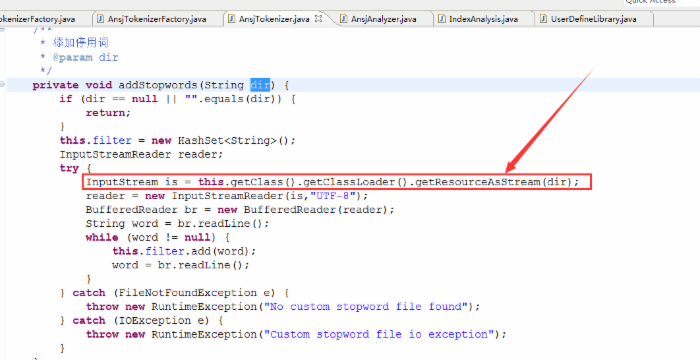 Quick Access
okenizerFactory.java AnsjTokenizerFactory.java AnsjTokenizer.java AnsjAnalyzer.java IndexAnalysis.java UserDefineLibrary.java
/**
* 添加停用词
* @param dir
*/
private void addStopwords(String dir) {
if (dir == null || "".equals(dir)) {
return;
}
this.filter = new HashSet<String>();
InputStreamReader reader;
try {
InputStream is = this.getClass().getClassLoader().getResourceAsStream(dir);
reader = new InputStreamReader(is,"UTF-8");
BufferedReader br = new BufferedReader(reader);
String word = br.readLine();
while (word != null) {
this.filter.add(word);
word = br.readLine();
}
} catch (FileNotFoundException e) {
throw new RuntimeException("No custom stopword file found");
} catch (IOException e) {
throw new RuntimeException("Custom stopword file io exception");
}